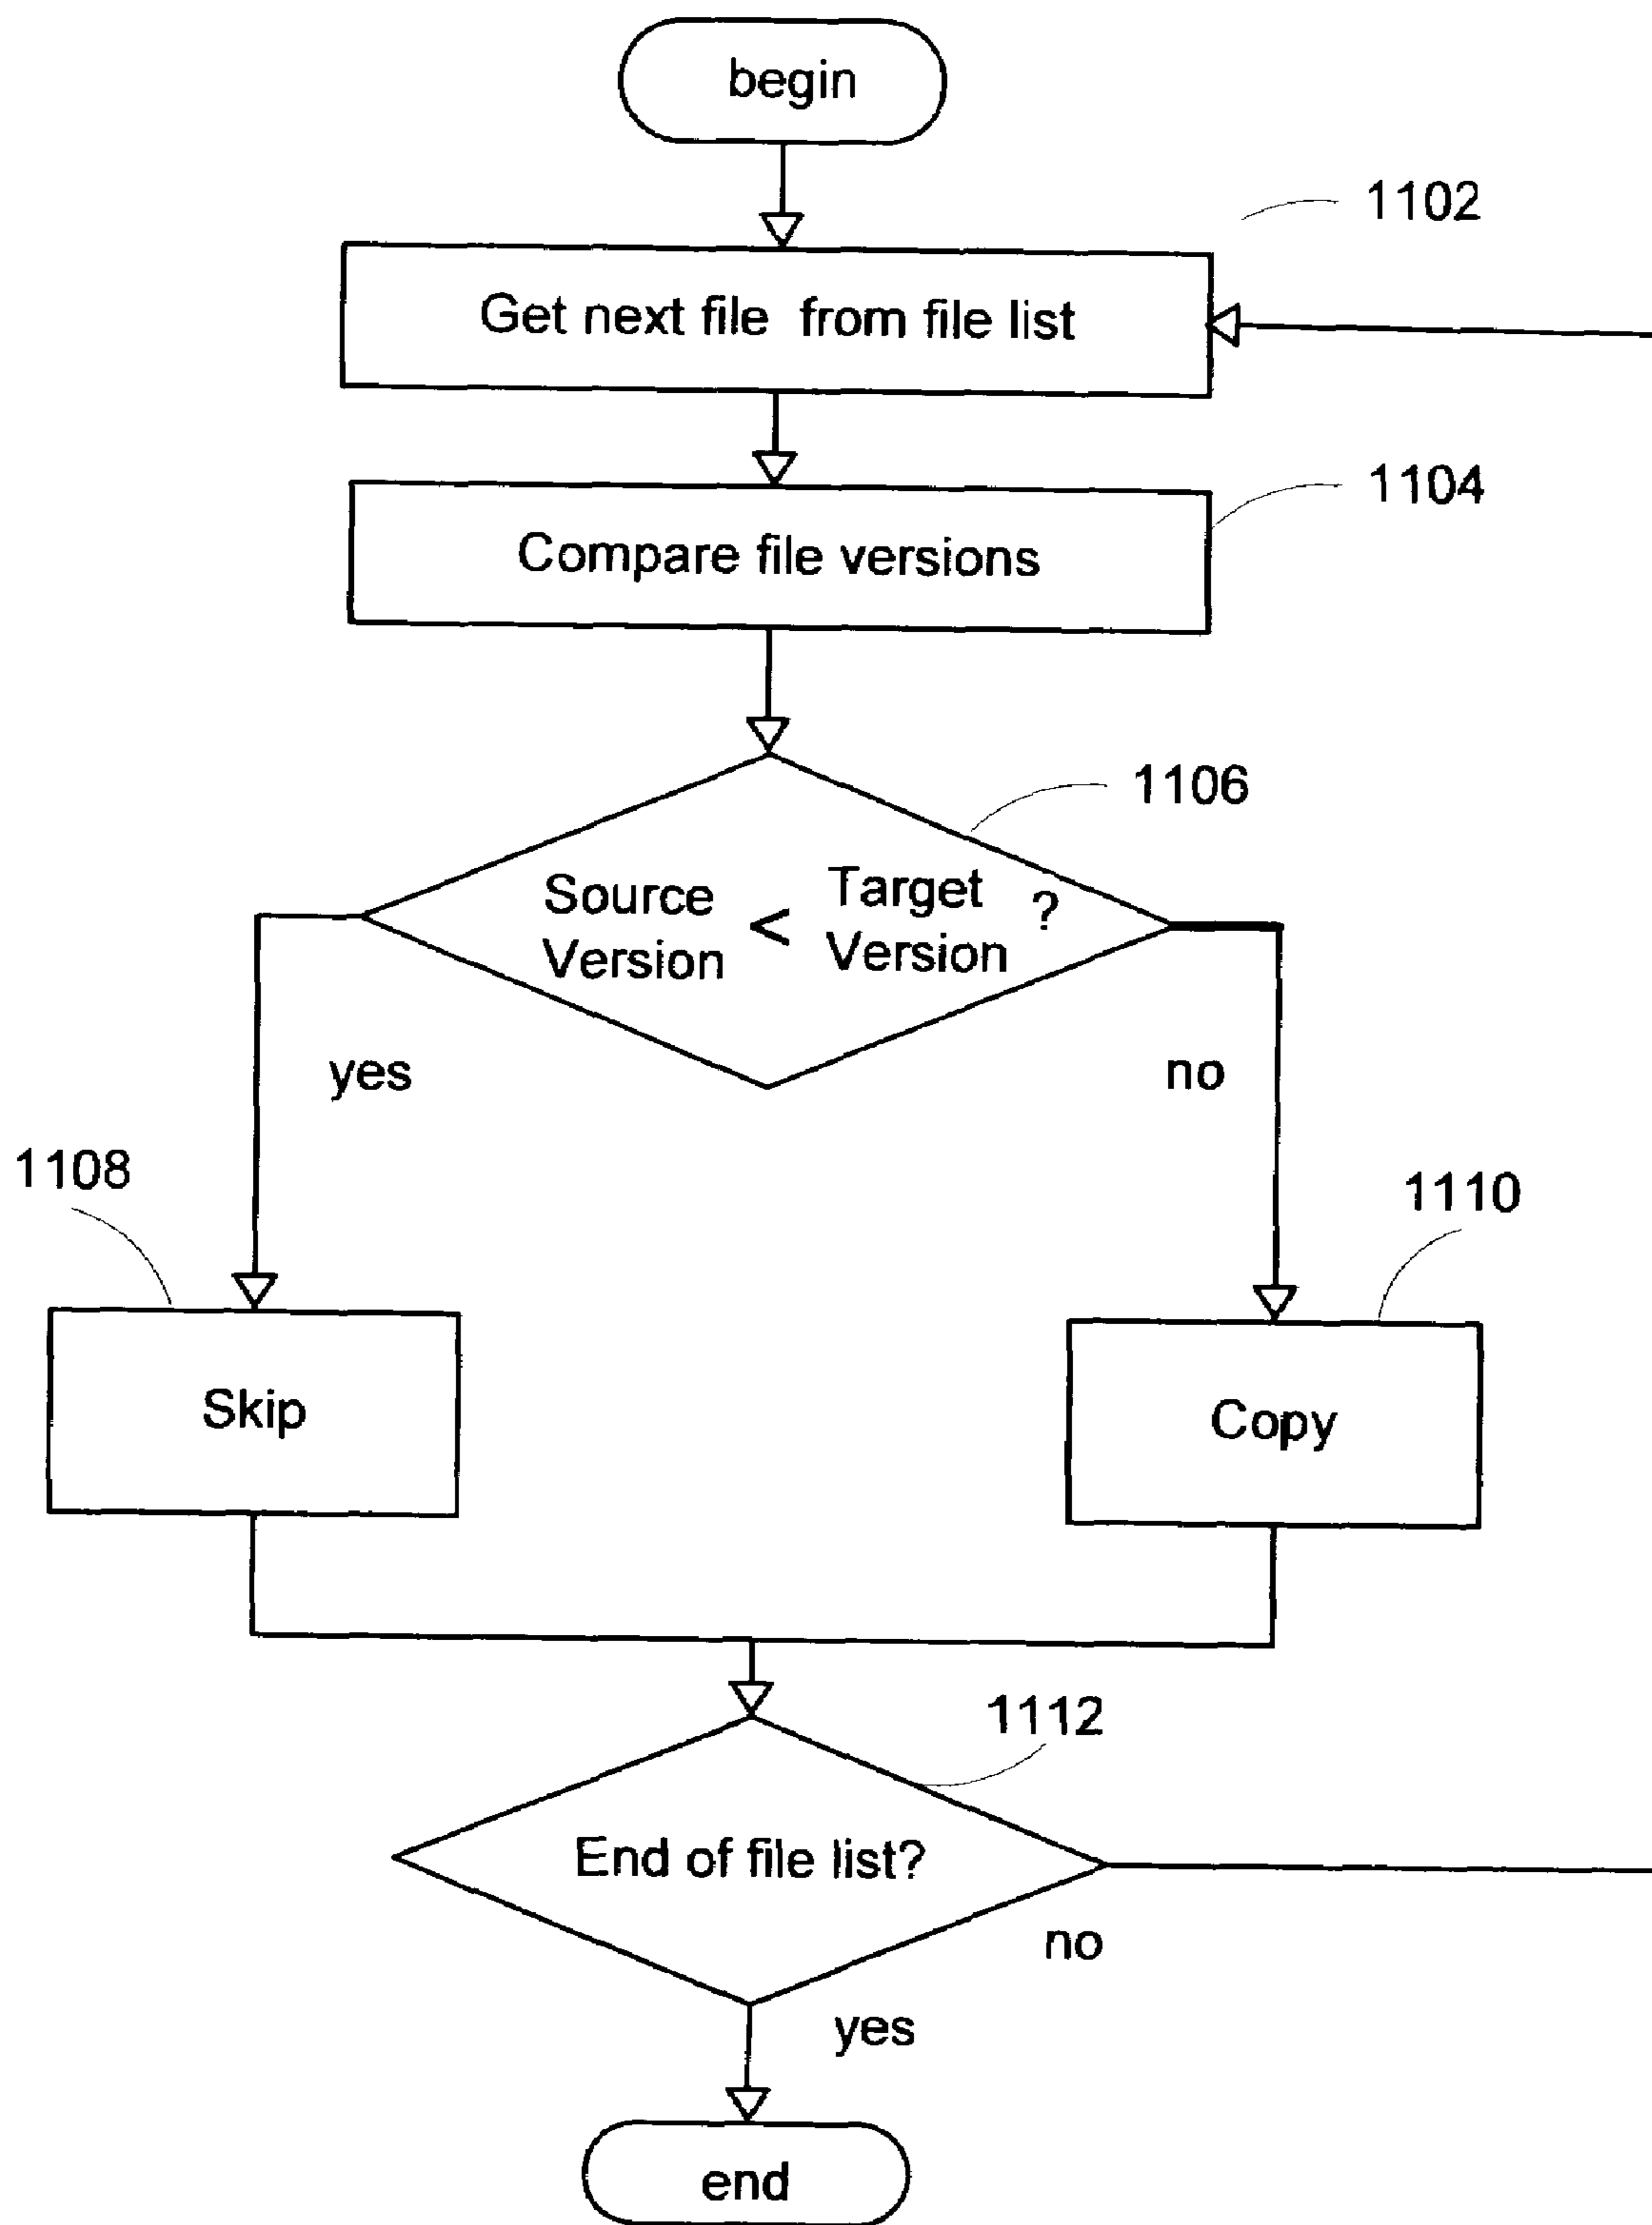 begin
1102
Get next file from file list
1104
Compare file versions
1106
Source Version < Target Version ?
yes
no
1108
1110
Skip
Copy
1112
End of file list?
no
yes
end